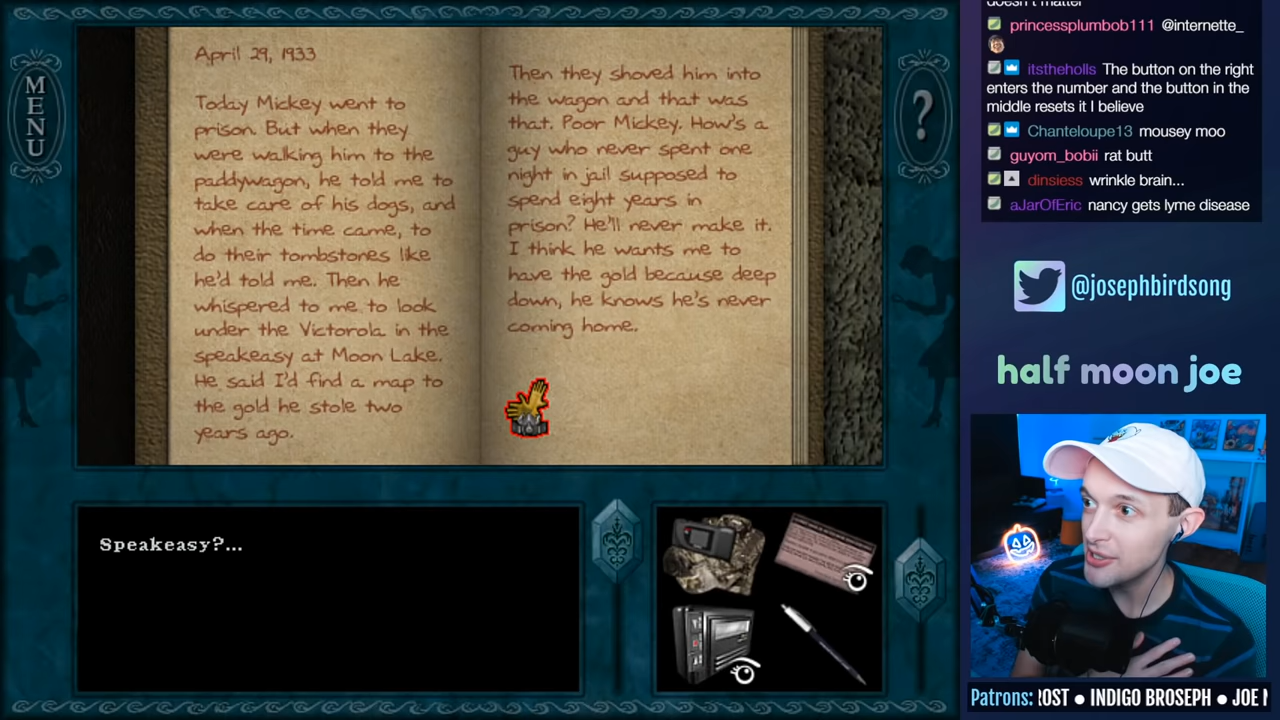 MENU
April 29, 1933
Today Mickey went to
prison. But when they
were walking him to the
paddywagon, he told me to
take care of his dogs, and
when the time came, to
do their tombstones like
he'd told me. Then he
whispered to me to look
under the Victorola in the
speakeasy at Moon Lake.
He said I'd find a map to
the gold he stole two
years ago.
Then they shoved him into
the wagon and that was
that. Poor Mickey. How's a
guy who never spent one
night in jail supposed to
spend eight years in
prison? He'll never make it.
I think he wants me to
have the gold because deep
down, he knows he's never
coming home.
?
Speakeasy?...
doesn't matter
princessplumbob111 @internette_
itstheholls The button on the right
enters the number and the button in the
middle resets it I believe
Chanteloupe13 mousey moo
guyom_bobii rat butt
dinsiess wrinkle brain...
aJarOfEric nancy gets lyme disease
@josephbirdsong
half moon joe
Patrons: ROST ● INDIGO BROSEPH ● JOE